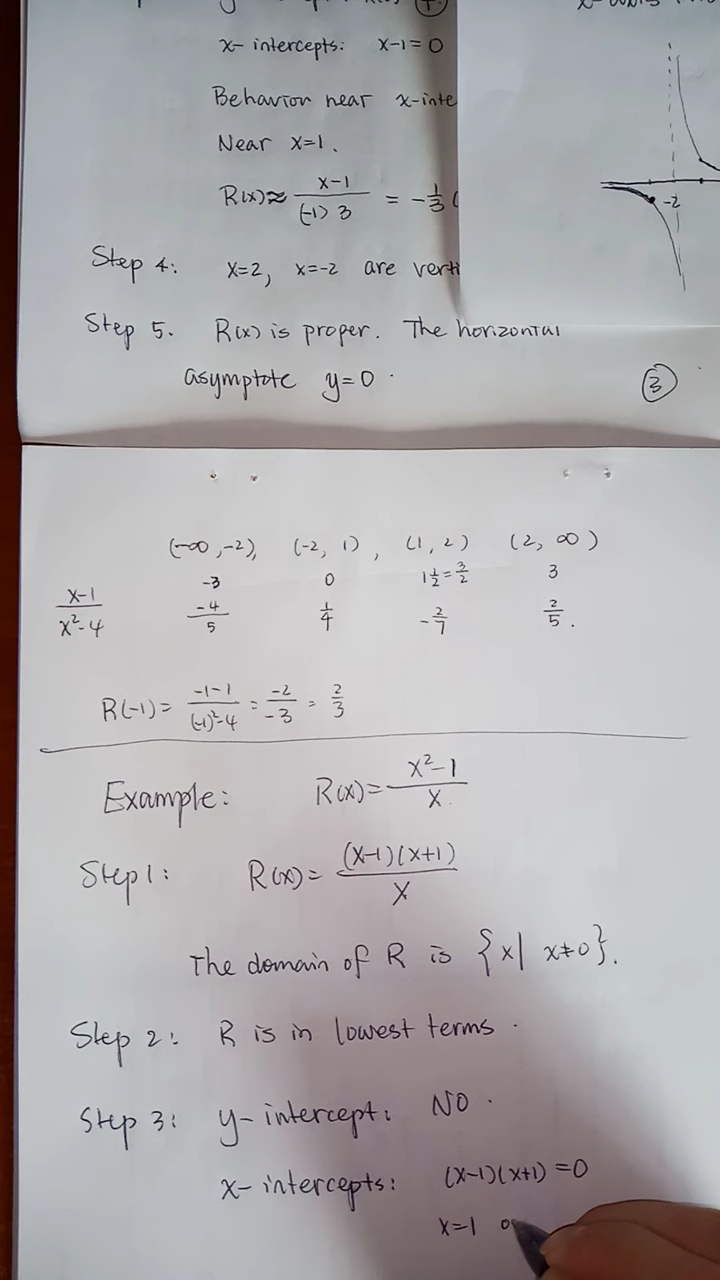 x-intercepts: x-1=0
Behavior near x-inte
Near x=1.
R(x)≈ (x-1)/((-1)3) = -1/3 (
-2
Step 4: x=2, x=-2 are verti
Step 5. R(x) is proper. The horizontal
asymptote y=0.
③
(-∞,-2), (-2, 1), (1, 2) (2, ∞)
-3 0 1 1/2 = 3/2 3
(x-1)/(x²-4) -4/5 1/4 -2/7 2/5.
R(-1) = (-1-1)/((-1)²-4) = -2/-3 = 2/3
Example: R(x) = (x²-1)/x.
Step 1: R(x) = ((x-1)(x+1))/x
The domain of R is {x| x≠0}.
Step 2: R is in lowest terms.
Step 3: y-intercept: NO.
x-intercepts: (x-1)(x+1)=0
x=1 o